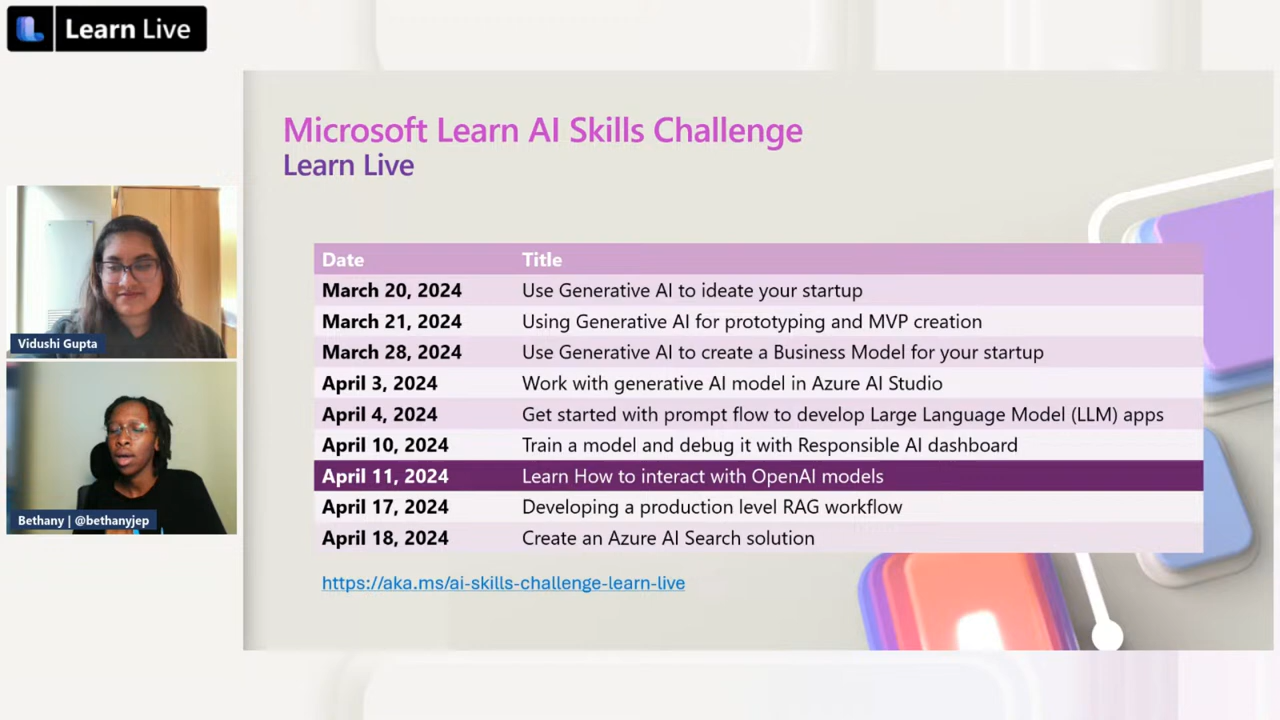 Learn Live
Microsoft Learn AI Skills Challenge
Learn Live
Date Title
March 20, 2024 Use Generative AI to ideate your startup
March 21, 2024 Using Generative AI for prototyping and MVP creation
March 28, 2024 Use Generative AI to create a Business Model for your startup
April 3, 2024 Work with generative AI model in Azure AI Studio
April 4, 2024 Get started with prompt flow to develop Large Language Model (LLM) apps
April 10, 2024 Train a model and debug it with Responsible AI dashboard
April 11, 2024 Learn How to interact with OpenAI models
April 17, 2024 Developing a production level RAG workflow
April 18, 2024 Create an Azure AI Search solution
https://aka.ms/ai-skills-challenge-learn-live
Vidushi Gupta
Bethany | @bethanyjep